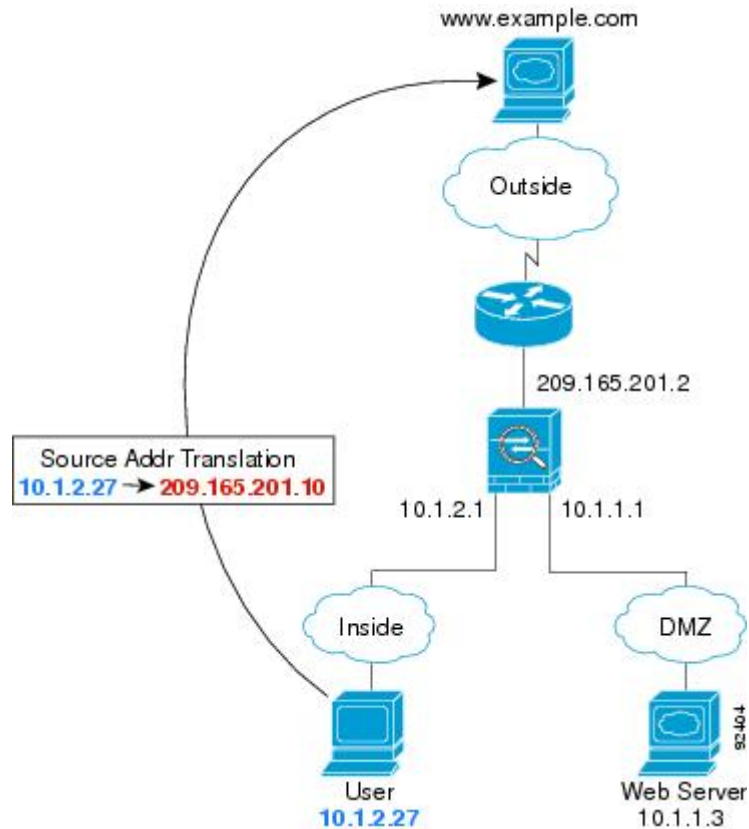 www.example.com
Outside
209.165.201.2
Source Addr Translation
10.1.2.27 → 209.165.201.10
10.1.2.1
10.1.1.1
Inside
DMZ
User
10.1.2.27
Web Server
10.1.1.3
92404